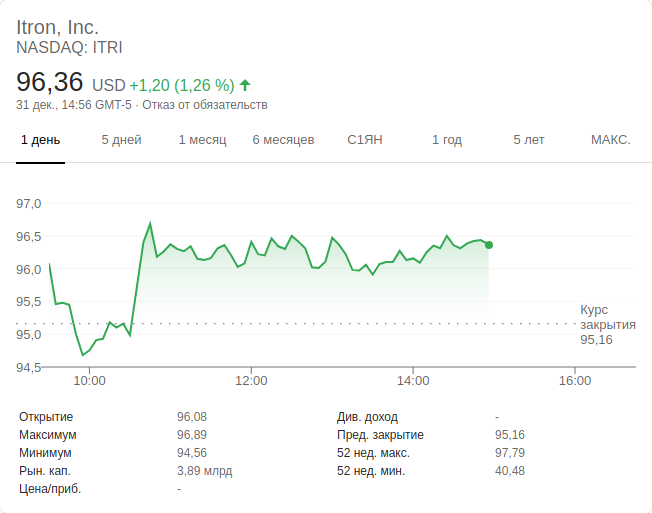 Itron, Inc.
NASDAQ: ITRI
96,36 USD +1,20 (1,26 %)
31 дек., 14:56 GMT-5 · Отказ от обязательств
1 день 5 дней 1 месяц 6 месяцев С1ЯН 1 год 5 лет МАКС.
97,0
96,5
96,0
95,5
Курс
закрытия
95,16
95,0
94,5
10:00 12:00 14:00 16:00
Открытие 96,08 Див. доход -
Максимум 96,89 Пред. закрытие 95,16
Минимум 94,56 52 нед. макс. 97,79
Рын. кап. 3,89 млрд 52 нед. мин. 40,48
Цена/приб. -